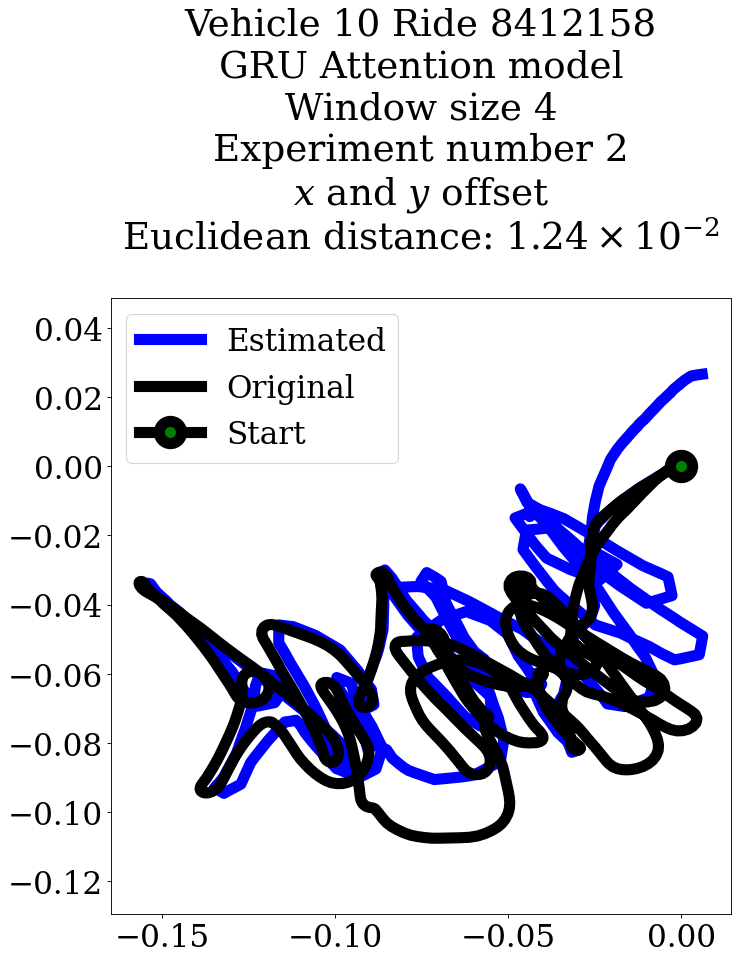 Vehicle 10 Ride 8412158
GRU Attention model
Window size 4
Experiment number 2
x and y offset
Euclidean distance: 1.24 × 10⁻²
Estimated
Original
Start
0.04
0.02
0.00
−0.02
−0.04
−0.06
−0.08
−0.10
−0.12
−0.15
−0.10
−0.05
0.00